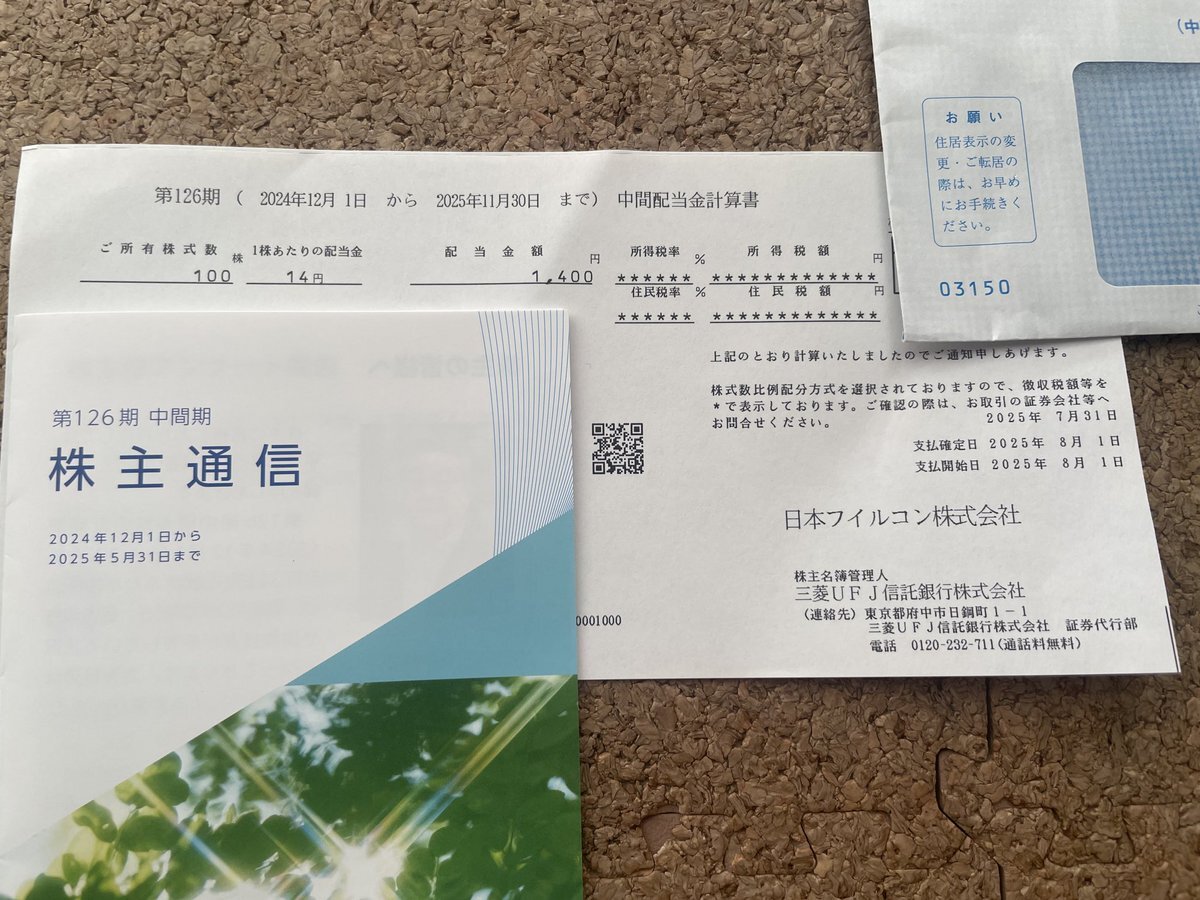 第126期 ( 2024年12月 1日 から 2025年11月30日 まで) 中間配当金計算書
ご所有株式数 株 1株あたりの配当金 配当金額 円 所得税率 % 所得税額 円
100 14円 1,400 ****** *************
住民税率 % 住民税額 円
****** *************
上記のとおり計算いたしましたのでご通知申しあげます。
株式数比例配分方式を選択されておりますので、徴収税額等を
*で表示しております。ご確認の際は、お取引の証券会社等へ
お問合せください。
2025年 7月31日
支払確定日 2025年 8月 1日
支払開始日 2025年 8月 1日
日本フイルコン株式会社
株主名簿管理人
三菱UFJ信託銀行株式会社
(連絡先) 東京都府中市日鋼町1-1
三菱UFJ信託銀行株式会社 証券代行部
電話 0120-232-711(通話料無料)
0001000
第126期 中間期
株主通信
2024年12月1日から
2025年5月31日まで
(中
お願い
住居表示の変
更・ご転居の
際は、お早め
にお手続きく
ださい。
03150